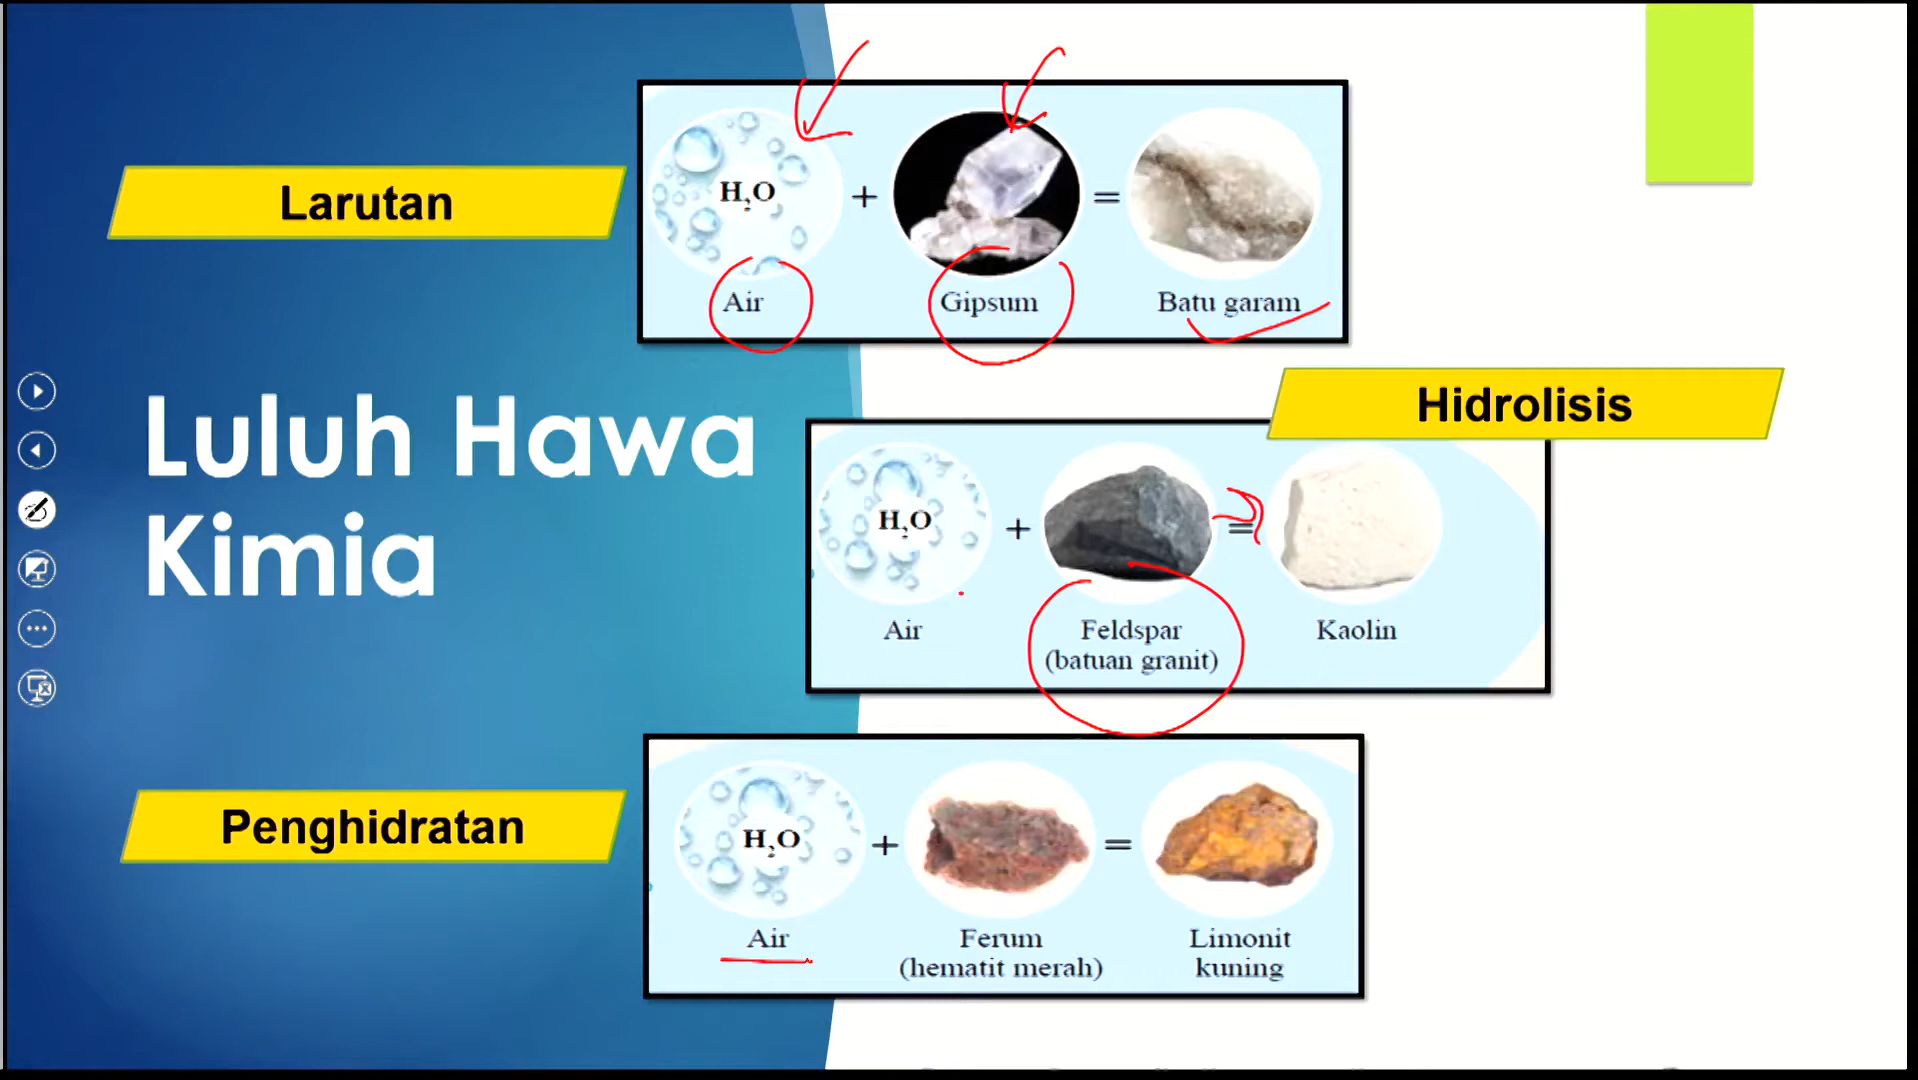 Larutan
H₂O + = 
Air Gipsum Batu garam
Luluh Hawa
Kimia
Hidrolisis
H₂O + =
Air Feldspar Kaolin
(batuan granit)
Penghidratan
H₂O + =
Air Ferum Limonit
(hematit merah) kuning